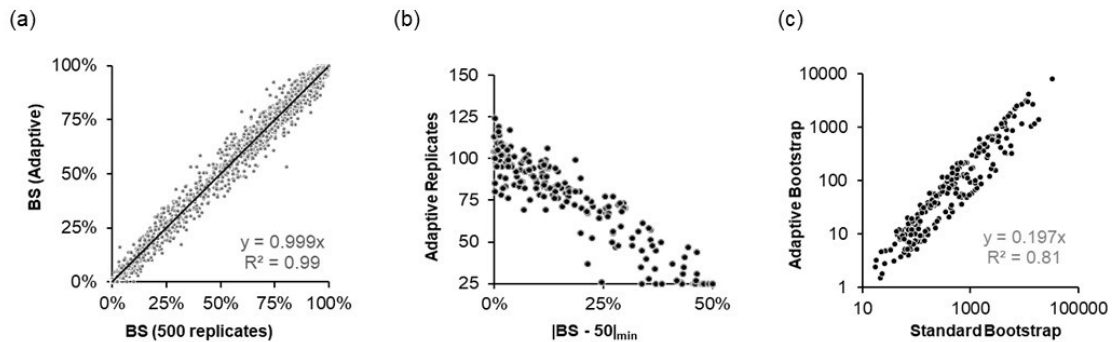 (a)
100%
75%
50%
25%
0%
BS (Adaptive)
y = 0.999x
R² = 0.99
0% 25% 50% 75% 100%
BS (500 replicates)
(b)
150
125
100
75
50
25
Adaptive Replicates
0% 25% 50%
|BS - 50|min
(c)
10000
1000
100
10
1
Adaptive Bootstrap
y = 0.197x
R² = 0.81
10 1000 100000
Standard Bootstrap